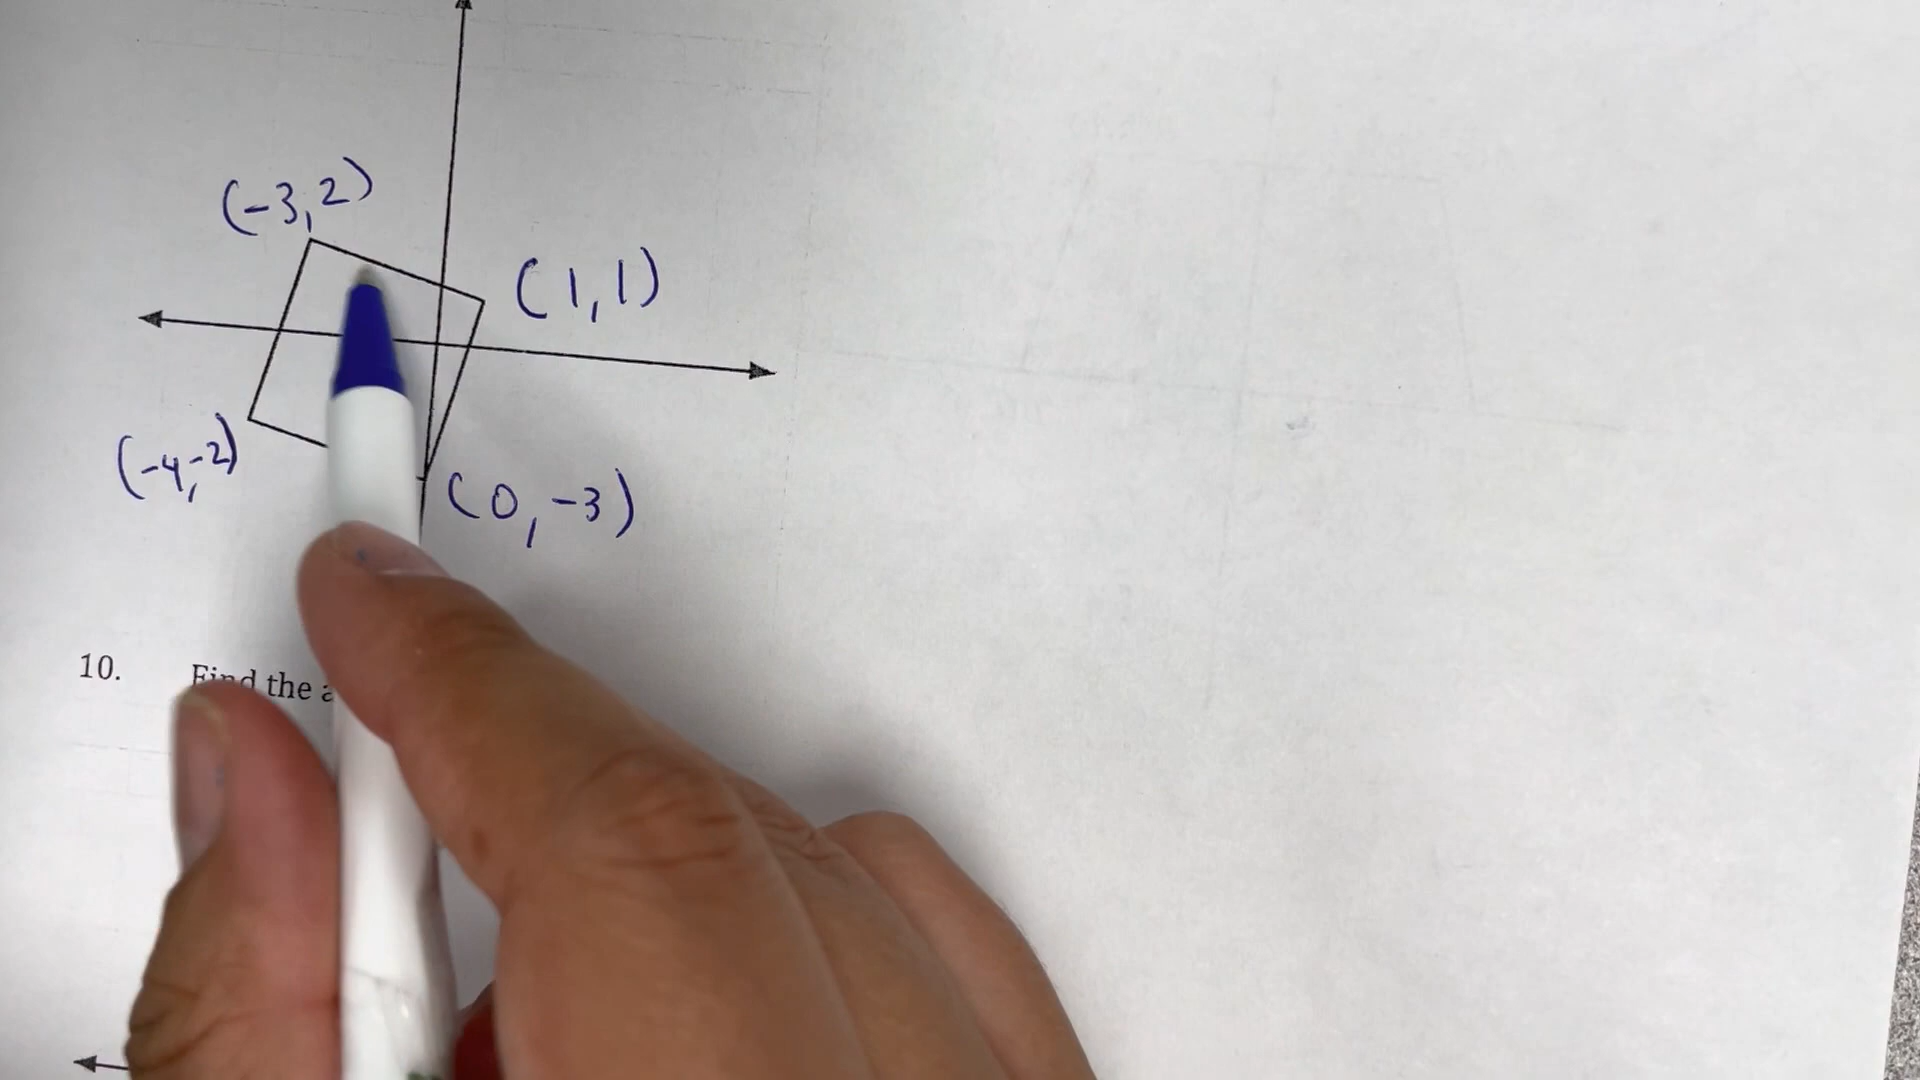 (-3,2)
(1,1)
(-4,-2)
(0,-3)
10. Find the